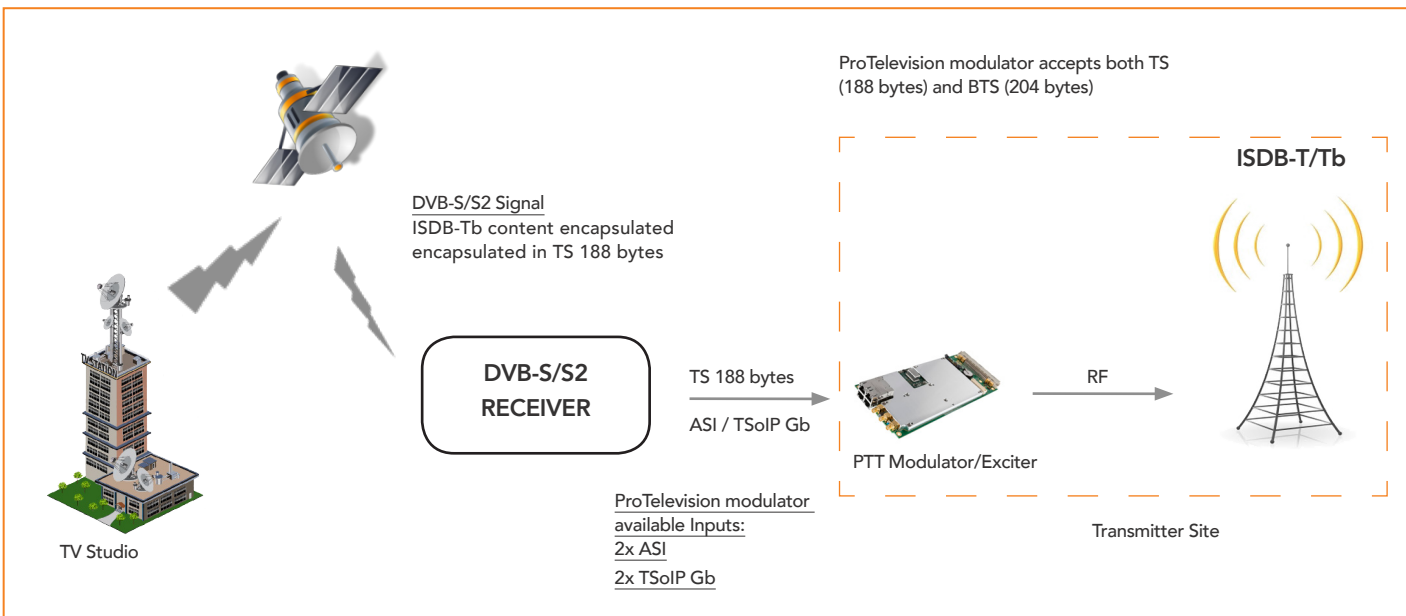 ProTelevision modulator accepts both TS
(188 bytes) and BTS (204 bytes)
ISDB-T/Tb
DVB-S/S2 Signal
ISDB-Tb content encapsulated
encapsulated in TS 188 bytes
TV STATION
DVB-S/S2
RECEIVER
TS 188 bytes
ASI / TSoIP Gb
RF
PTT Modulator/Exciter
ProTelevision modulator
available Inputs:
2x ASI
2x TSoIP Gb
Transmitter Site
TV Studio